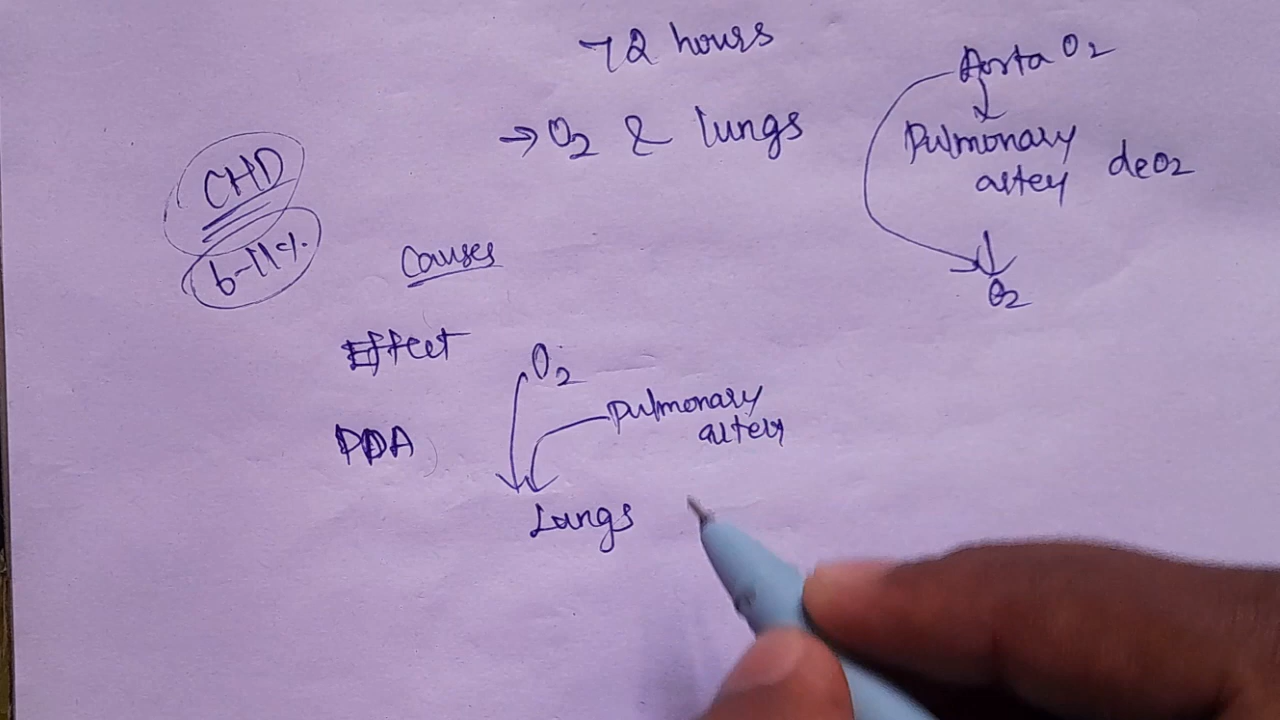 72 hours
→ O2 & lungs
Aorta O2
↓
Pulmonary
artey deO2
↓
O2
CHD
6-11%
Causes
Effect
O2
PDA
Pulmonary
artery
Lungs